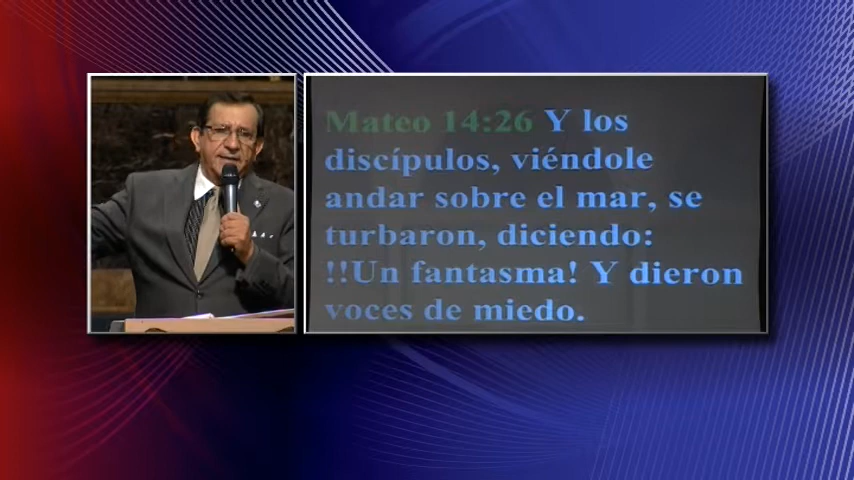 Mateo 14:26 Y los
discípulos, viéndole
andar sobre el mar, se
turbaron, diciendo:
!!Un fantasma! Y dieron
voces de miedo.